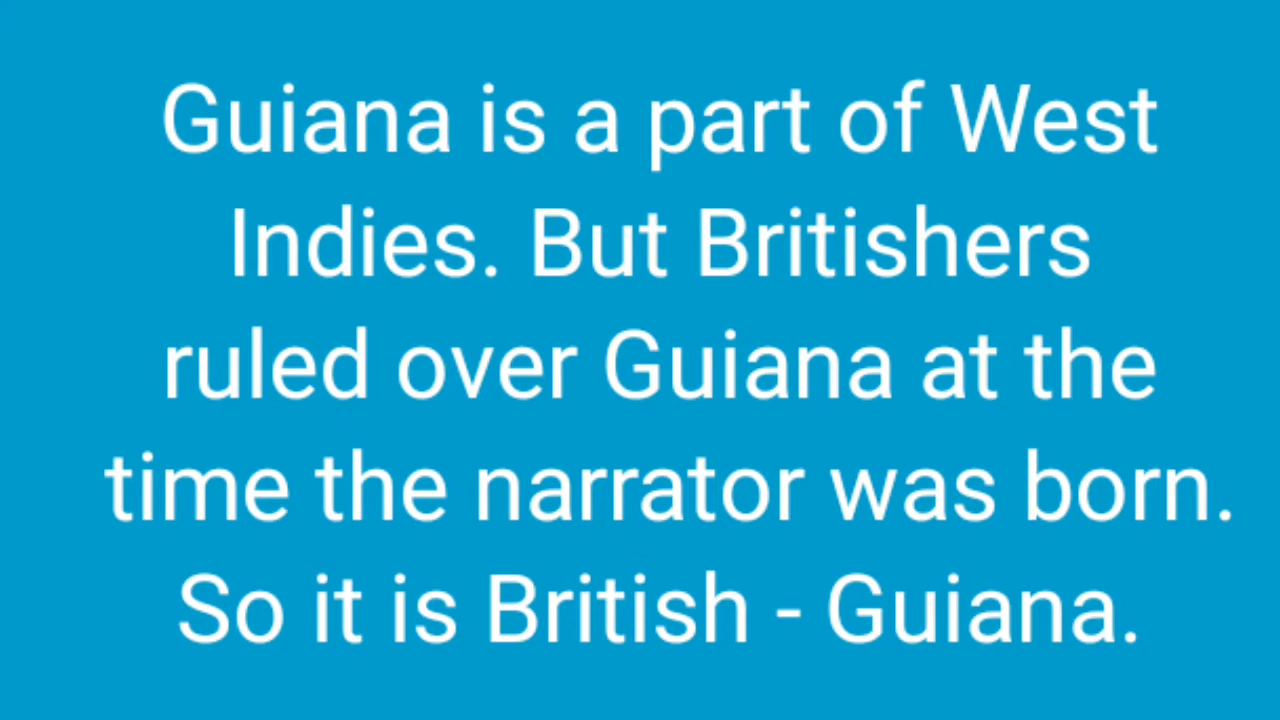 Guiana is a part of West
Indies. But Britishers
ruled over Guiana at the
time the narrator was born.
So it is British - Guiana.